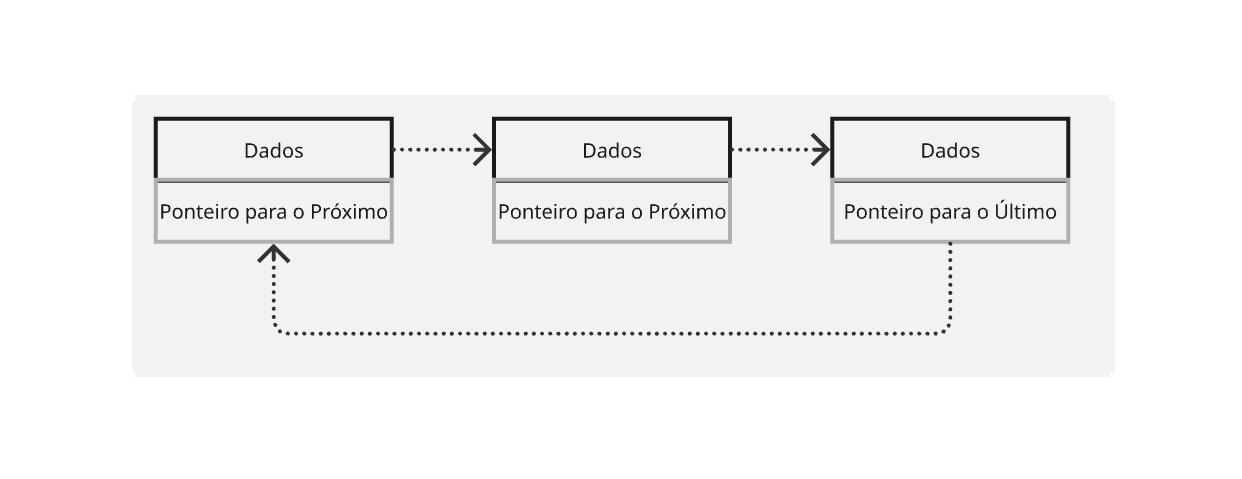 Dados
Dados
Dados
Ponteiro para o Próximo
Ponteiro para o Próximo
Ponteiro para o Último